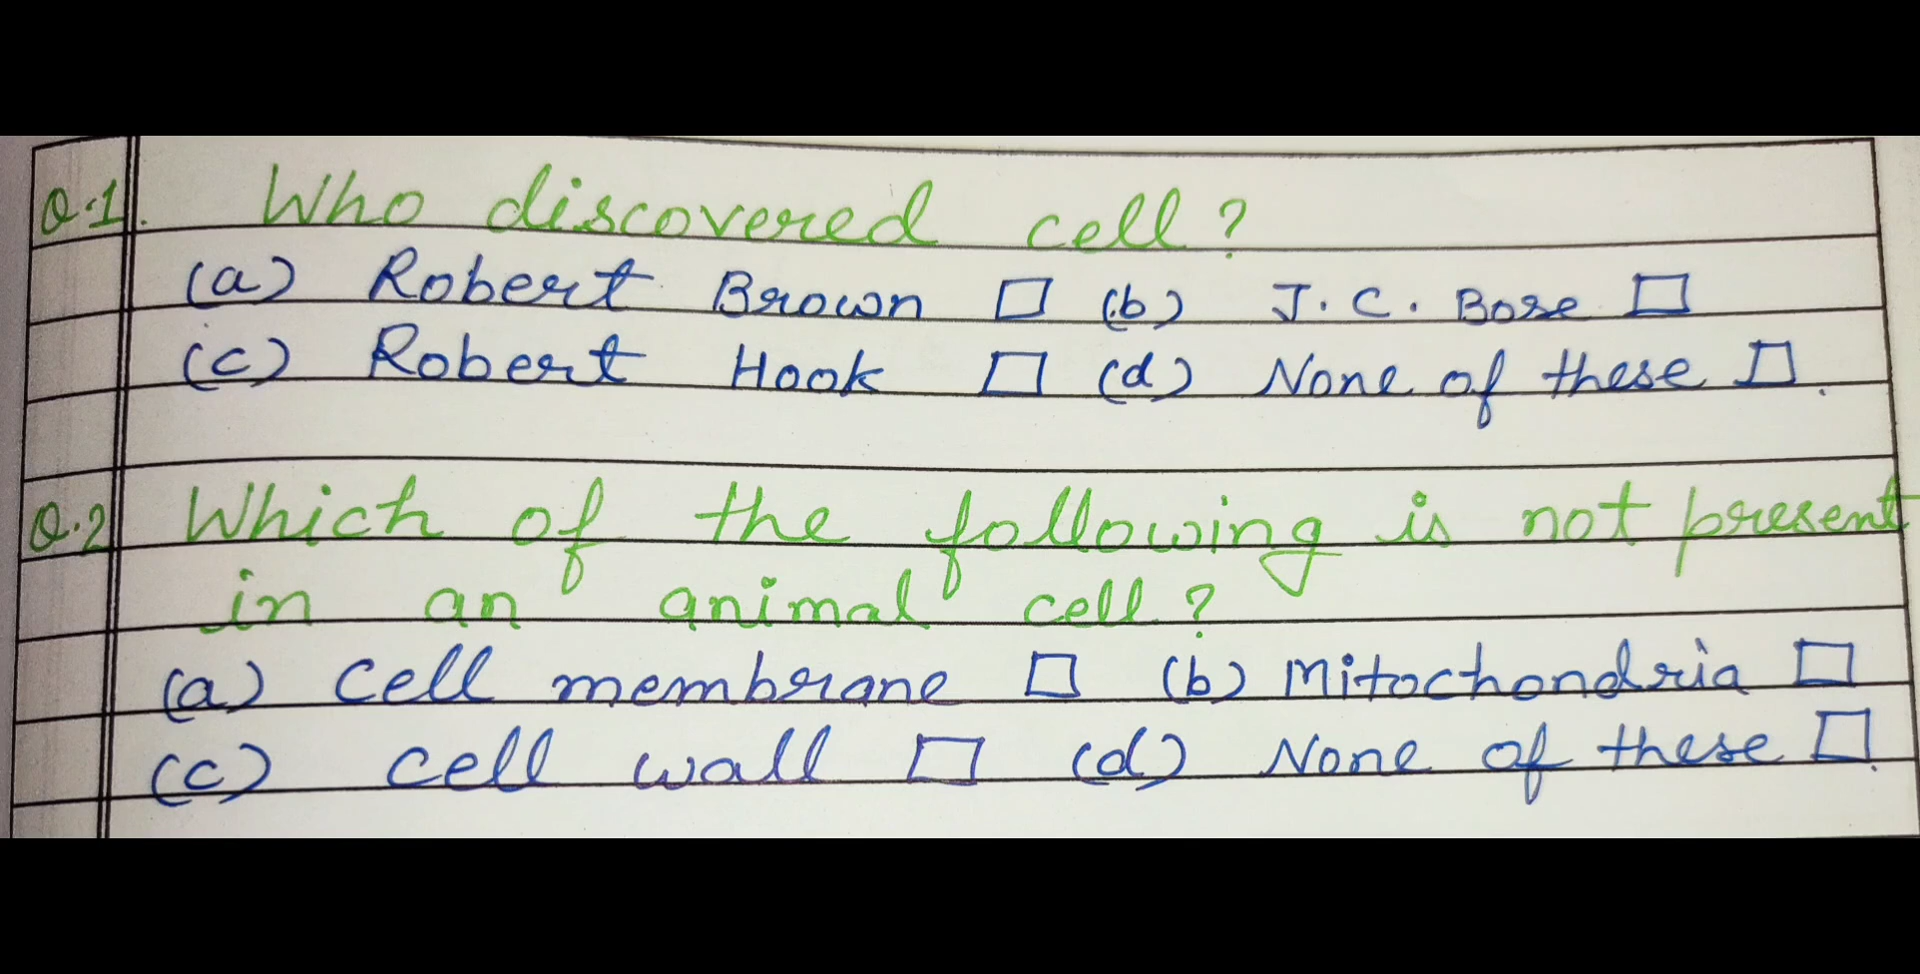 Q.1. Who discovered cell?
(a) Robert Brown □ (b) J. C. Bose □
(c) Robert Hook □ (d) None of these □.
Q.2 Which of the following is not present
in an animal cell?
(a) cell membrane □ (b) Mitochondria □
(c) cell wall □ (d) None of these □.